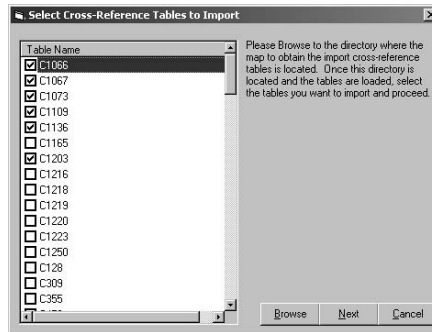 Select Cross-Reference Tables to Import
Table Name
C1066
C1067
C1073
C1109
C1136
C1165
C1203
C1216
C1218
C1219
C1220
C1223
C1250
C128
C309
C355
Please Browse to the directory where the
map to obtain the import cross-reference
tables is located. Once this directory is
located and the tables are loaded, select
the tables you want to import and proceed.
Browse
Next
Cancel